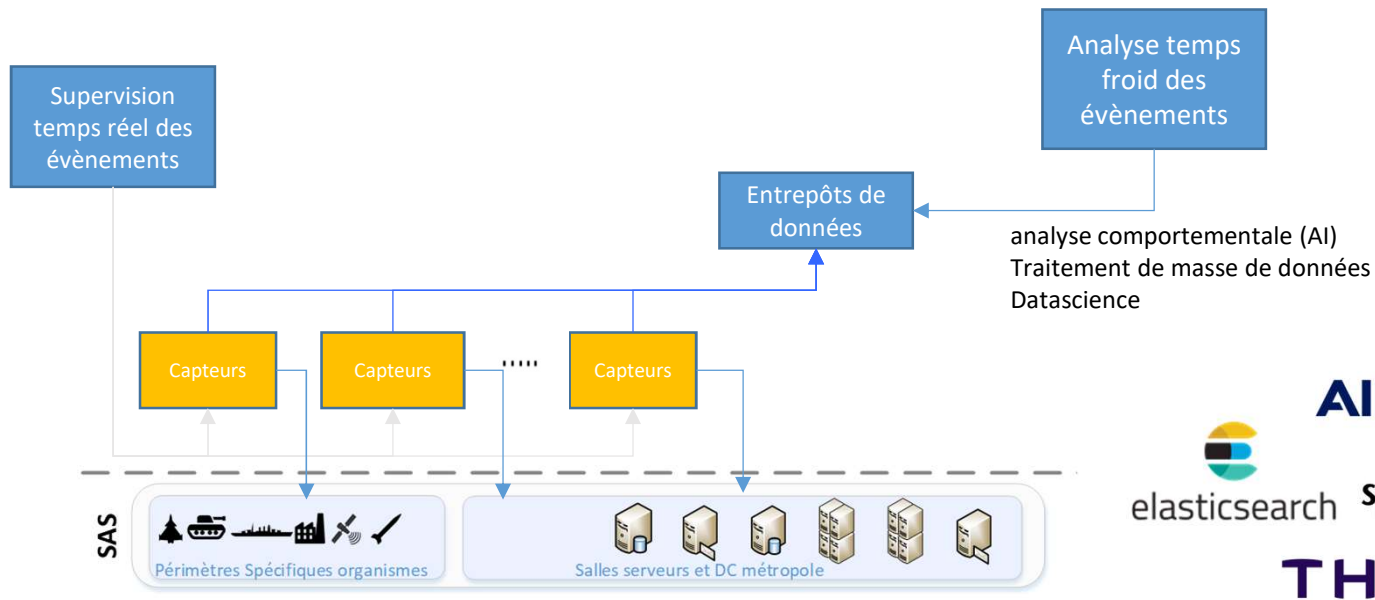 Analyse temps
froid des
évènements
Supervision
temps réel des
évènements
Entrepôts de
données
analyse comportementale (AI)
Traitement de masse de données
Datascience
Capteurs
Capteurs
.....
Capteurs
AI
elasticsearch
S
TH
SAS
Périmètres Spécifiques organismes
Salles serveurs et DC métropole